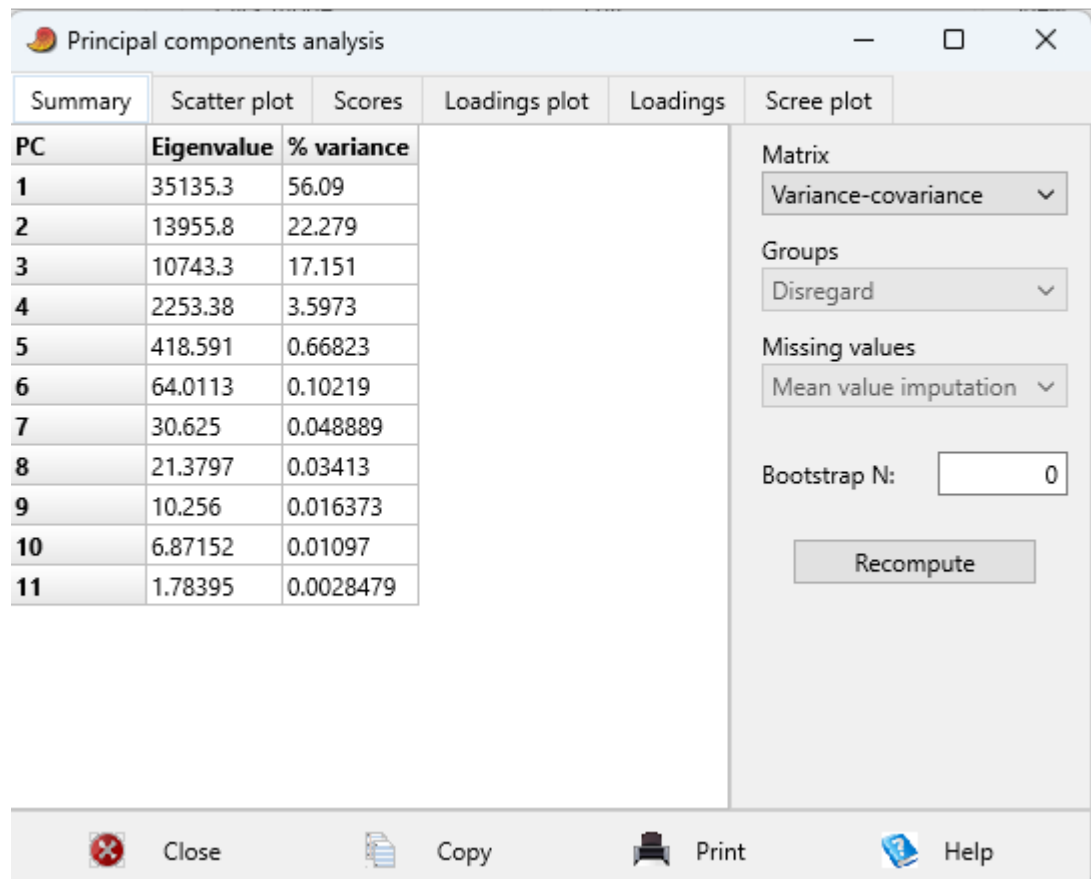 Principal components analysis
Summary Scatter plot Scores Loadings plot Loadings Scree plot
PC Eigenvalue % variance
1 35135.3 56.09
2 13955.8 22.279
3 10743.3 17.151
4 2253.38 3.5973
5 418.591 0.66823
6 64.0113 0.10219
7 30.625 0.048889
8 21.3797 0.03413
9 10.256 0.016373
10 6.87152 0.01097
11 1.78395 0.0028479
Matrix
Variance-covariance
Groups
Disregard
Missing values
Mean value imputation
Bootstrap N: 0
Recompute
Close Copy Print Help